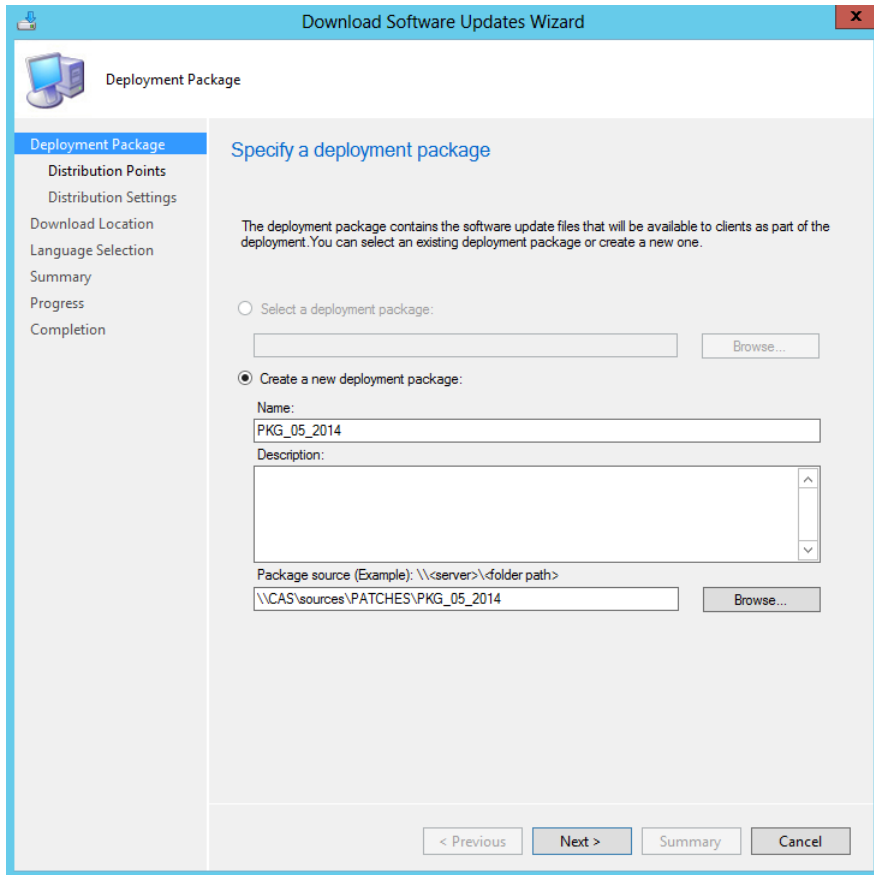 Download Software Updates Wizard
x
Deployment Package
Deployment Package
Distribution Points
Distribution Settings
Download Location
Language Selection
Summary
Progress
Completion
Specify a deployment package
The deployment package contains the software update files that will be available to clients as part of the
deployment.You can select an existing deployment package or create a new one.
Select a deployment package:
Browse...
Create a new deployment package:
Name:
PKG_05_2014
Description:
Package source (Example): \\<server>\<folder path>
\\CAS\sources\PATCHES\PKG_05_2014
Browse...
< Previous
Next >
Summary
Cancel